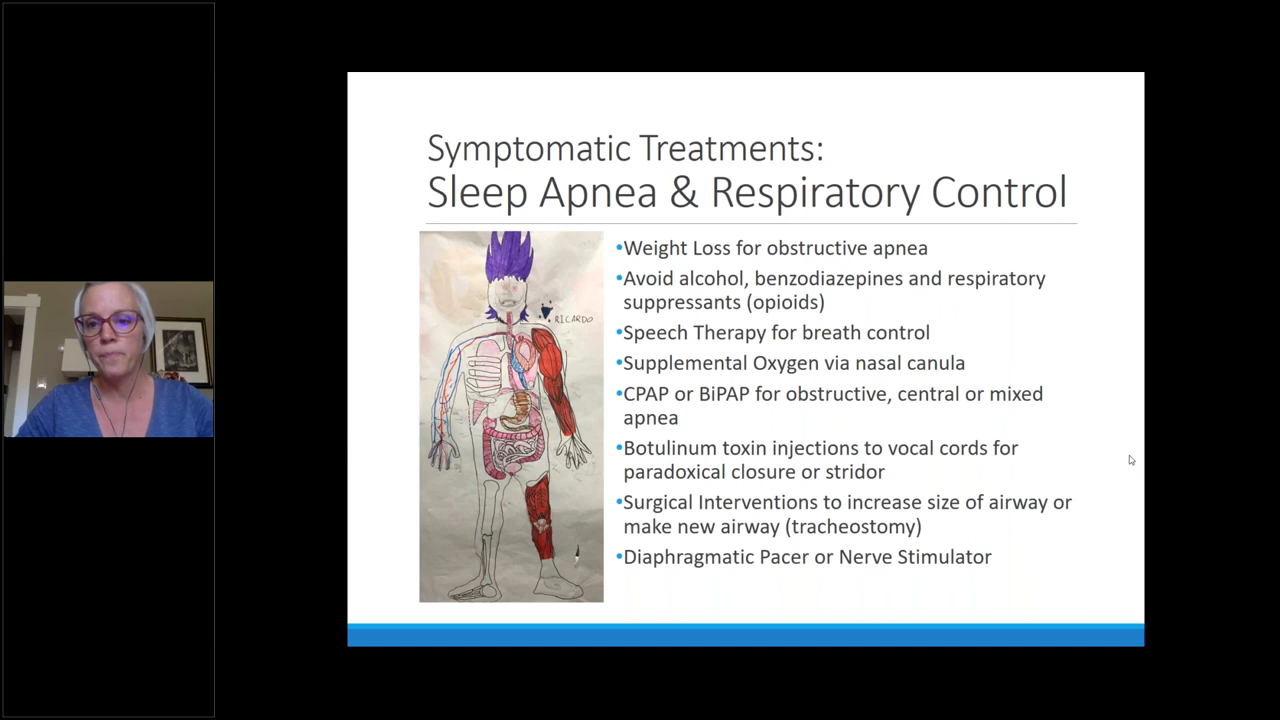 Symptomatic Treatments:
Sleep Apnea & Respiratory Control
•Weight Loss for obstructive apnea
•Avoid alcohol, benzodiazepines and respiratory
suppressants (opioids)
•Speech Therapy for breath control
•Supplemental Oxygen via nasal canula
•CPAP or BiPAP for obstructive, central or mixed
apnea
•Botulinum toxin injections to vocal cords for
paradoxical closure or stridor
•Surgical Interventions to increase size of airway or
make new airway (tracheostomy)
•Diaphragmatic Pacer or Nerve Stimulator
RICARDO